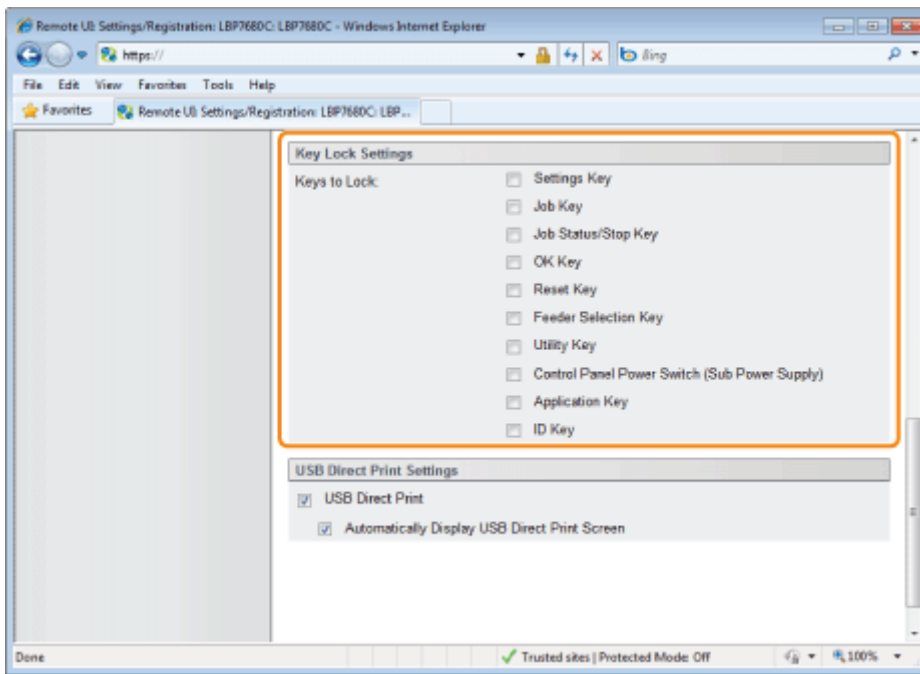 Remote UI: Settings/Registration: LBP7680C: LBP7680C - Windows Internet Explorer
https://
Bing
File Edit View Favorites Tools Help
Favorites
Remote UI: Settings/Registration: LBP7680C: LBP...
Key Lock Settings
Keys to Lock: Settings Key
Job Key
Job Status/Stop Key
OK Key
Reset Key
Feeder Selection Key
Utility Key
Control Panel Power Switch (Sub Power Supply)
Application Key
ID Key
USB Direct Print Settings
USB Direct Print
Automatically Display USB Direct Print Screen
Done Trusted sites | Protected Mode: Off 100%